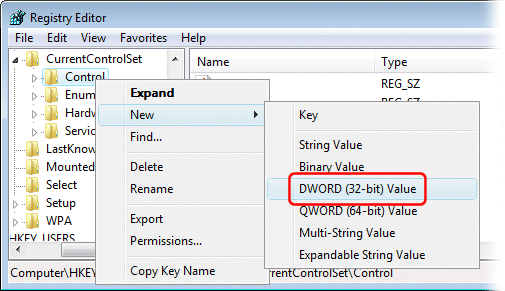 Registry Editor
File Edit View Favorites Help
CurrentControlSet
Control
Enum
Hardw
Servic
LastKnow
Mounted
Select
Setup
WPA
HKEY_USERS
Name Type
REG_SZ
REG_SZ
Expand
New
Find...
Delete
Rename
Export
Permissions...
Copy Key Name
Key
String Value
Binary Value
DWORD (32-bit) Value
QWORD (64-bit) Value
Multi-String Value
Expandable String Value
Computer\HKEY rrentControlSet\Control